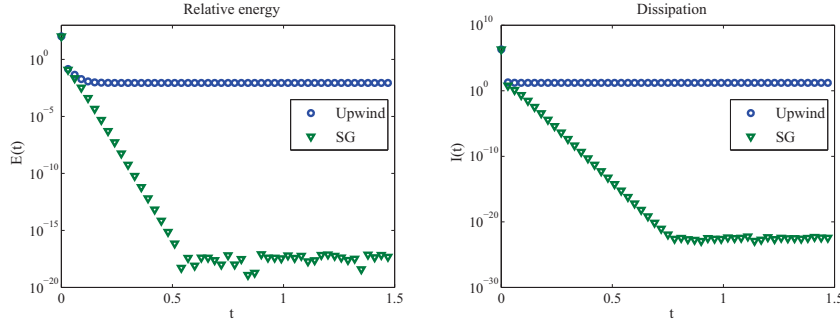 Relative energy
10^0
10^-5
10^-10
10^-15
10^-20
E(t)
Upwind
SG
0
0.5
1
1.5
t
Dissipation
10^10
10^0
10^-10
10^-20
10^-30
I(t)
Upwind
SG
0
0.5
1
1.5
t